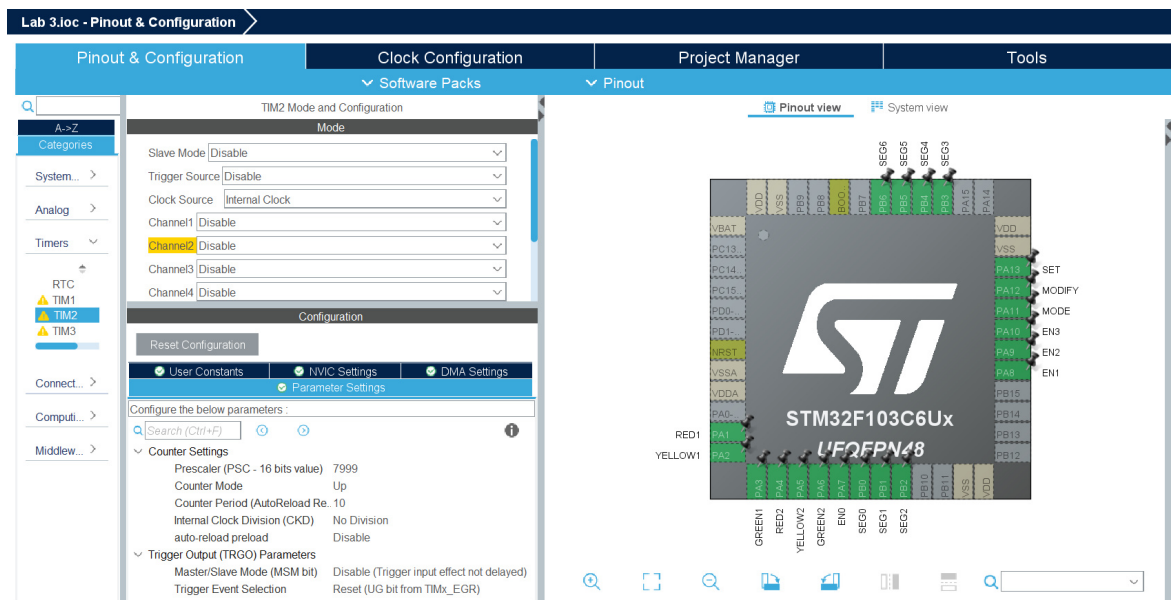 Lab 3.ioc - Pinout & Configuration
Pinout & Configuration
Clock Configuration
Project Manager
Tools
Software Packs
Pinout
A->Z
Categories
System...
Analog
Timers
RTC
TIM1
TIM2
TIM3
Connect...
Computi...
Middlew...
TIM2 Mode and Configuration
Mode
Slave Mode Disable
Trigger Source Disable
Clock Source Internal Clock
Channel1 Disable
Channel2 Disable
Channel3 Disable
Channel4 Disable
Configuration
Reset Configuration
User Constants
NVIC Settings
DMA Settings
Parameter Settings
Configure the below parameters :
Search (Ctrl+F)
Counter Settings
Prescaler (PSC - 16 bits value) 7999
Counter Mode Up
Counter Period (AutoReload Re.. 10
Internal Clock Division (CKD) No Division
auto-reload preload Disable
Trigger Output (TRGO) Parameters
Master/Slave Mode (MSM bit) Disable (Trigger input effect not delayed)
Trigger Event Selection Reset (UG bit from TIMx_EGR)
Pinout view
System view
SEG6
SEG5
SEG4
SEG3
VDD
VSS
PB9
PB8
BOO..
PB7
PB6
PB5
PB4
PB3
PA15
PA14
VBAT
PC13..
PC14..
PC15..
PD0-..
PD1-..
NRST
VSSA
VDDA
PA0-..
RED1 PA1
YELLOW1 PA2
VDD
VSS
PA13 SET
PA12 MODIFY
PA11 MODE
PA10 EN3
PA9 EN2
PA8 EN1
PB15
PB14
PB13
PB12
ST
STM32F103C6Ux
UFQFPN48
PA3
PA4
PA5
PA6
PA7
PB0
PB1
PB2
PB10
PB11
VSS
VDD
GREEN1
RED2
YELLOW2
GREEN2
EN0
SEG0
SEG1
SEG2